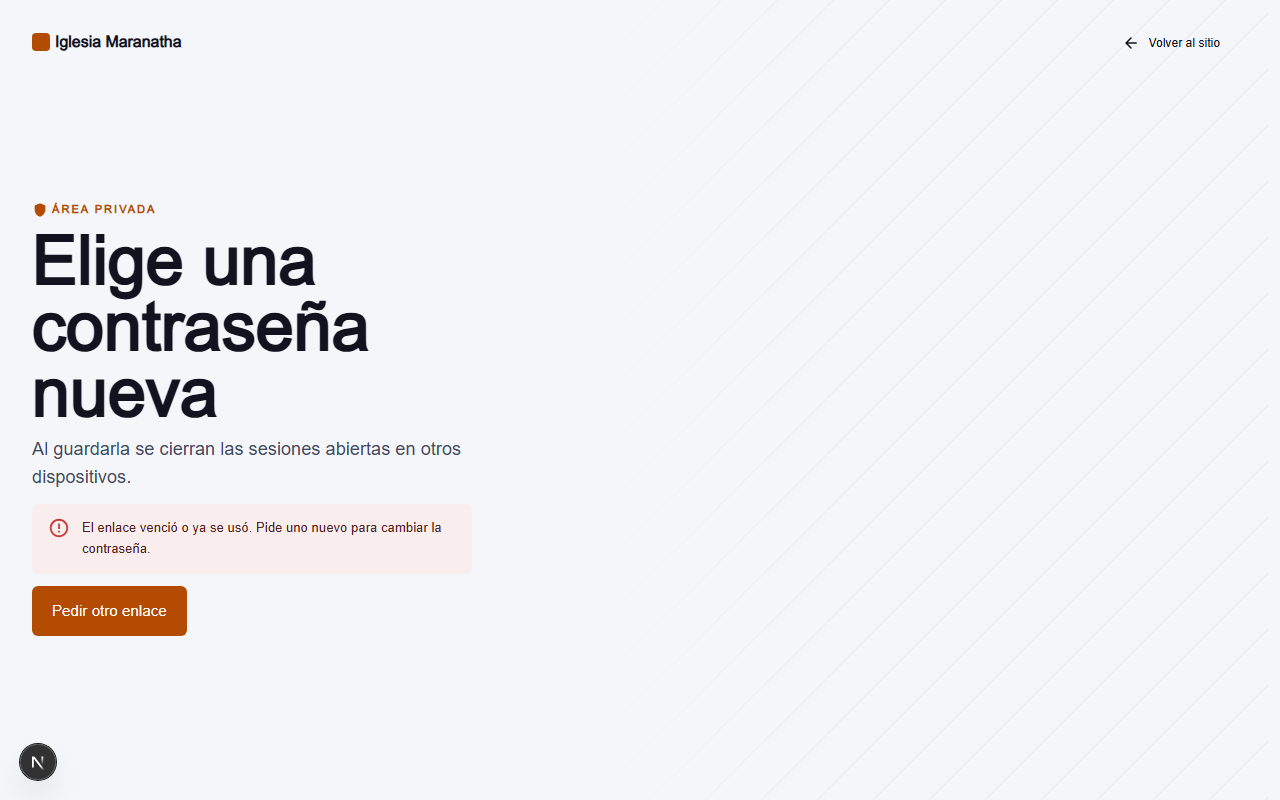 Iglesia Maranatha
Volver al sitio
ÁREA PRIVADA
Elige una
contraseña
nueva
Al guardarla se cierran las sesiones abiertas en otros
dispositivos.
El enlace venció o ya se usó. Pide uno nuevo para cambiar la
contraseña.
Pedir otro enlace
N